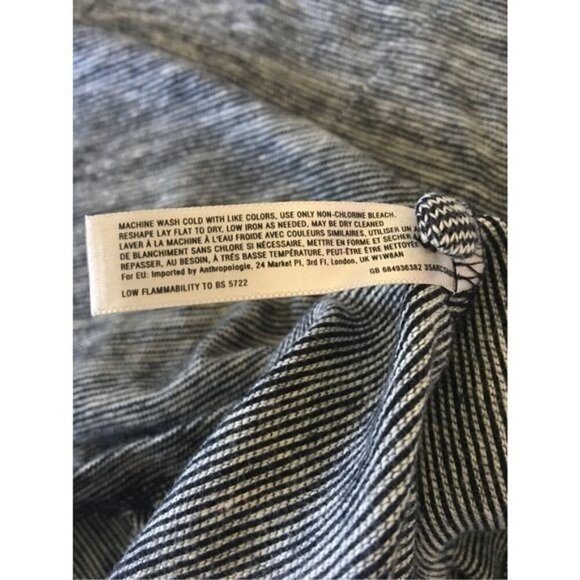 MACHINE WASH COLD WITH LIKE COLORS, USE ONLY NON-CHLORINE BLEACH,
RESHAPE LAY FLAT TO DRY, LOW IRON AS NEEDED, MAY BE DRY CLEANED
LAVER À LA MACHINE À L'EAU FROIDE AVEC COULEURS SIMILAIRES, UTILISER UN
DE BLANCHIMENT SANS CHLORE SI NÉCESSAIRE, METTRE EN FORME ET SÉCHER
REPASSER, AU BESOIN, À TRÈS BASSE TEMPÉRATURE, PEUT-ÊTRE ÊTRE NETTOYÉE
For EU: Imported by Anthropologie, 24 Market Pl, 3rd Fl, London, UK W1W8AN
GB 684936382
LOW FLAMMABILITY TO BS 5722